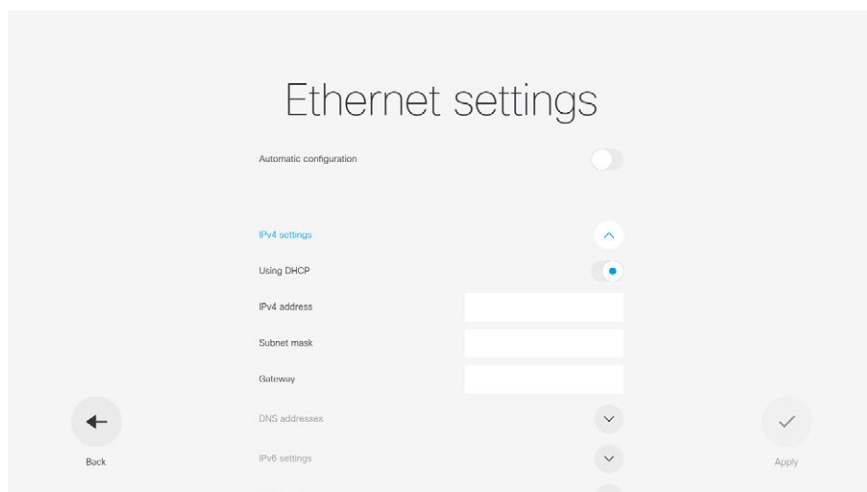 Ethernet settings
Automatic configuration
IPv4 settings
Using DHCP
IPv4 address
Subnet mask
Gateway
DNS addresses
IPv6 settings
Back
Apply